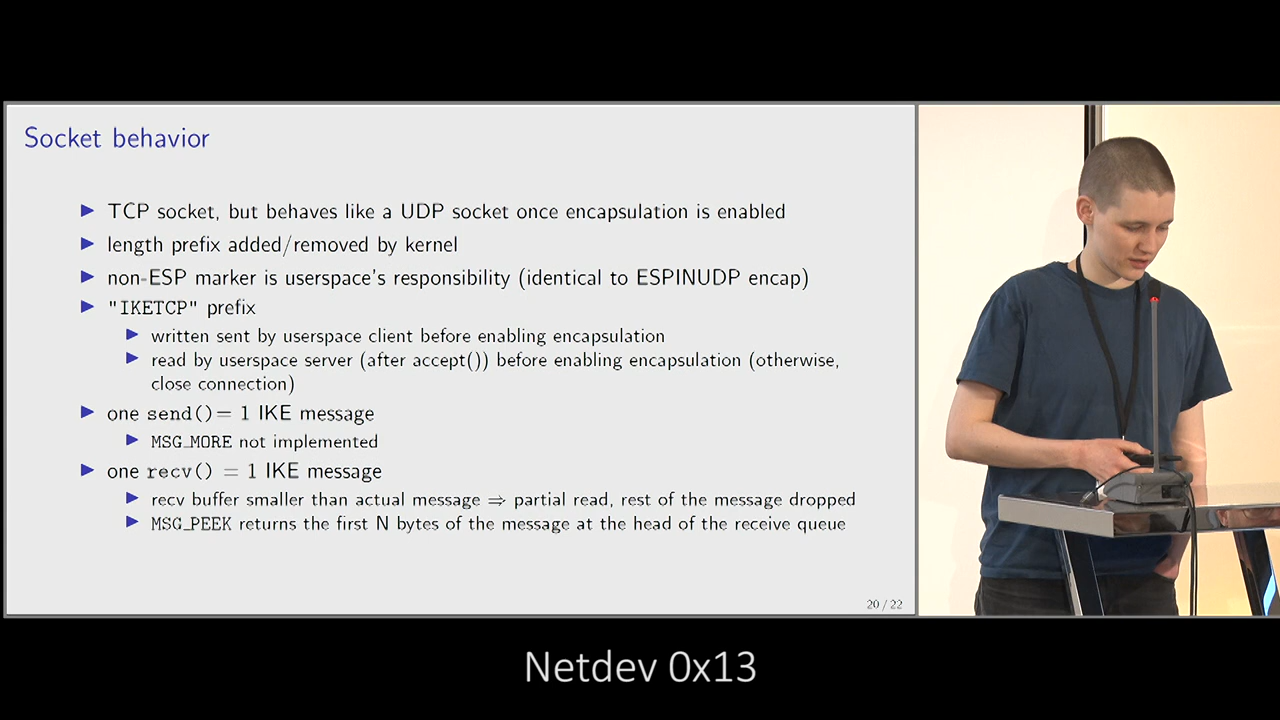 Socket behavior
TCP socket, but behaves like a UDP socket once encapsulation is enabled
length prefix added/removed by kernel
non-ESP marker is userspace's responsibility (identical to ESPINUDP encap)
"IKETCP" prefix
written sent by userspace client before enabling encapsulation
read by userspace server (after accept()) before enabling encapsulation (otherwise,
close connection)
one send()= 1 IKE message
MSG_MORE not implemented
one recv() = 1 IKE message
recv buffer smaller than actual message ⇒ partial read, rest of the message dropped
MSG_PEEK returns the first N bytes of the message at the head of the receive queue
20 / 22
Netdev 0x13